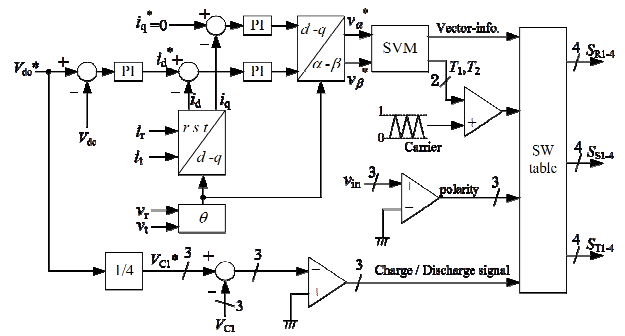 i_q*=0
PI
d-q
α-β
v_α*
v_β*
SVM
Vector-info.
T_1,T_2
2
V_dc*
PI
I_d*
PI
V_dc
i_d
i_q
i_r
i_t
r s t
d-q
v_r
v_t
θ
1
0
Carrier
+
v_in
3
+
−
polarity
3
SW
table
4
S_R1-4
4
S_S1-4
4
S_T1-4
1/4
V_C1*
3
+
−
3
V_C1
3
−
+
3
Charge / Discharge signal